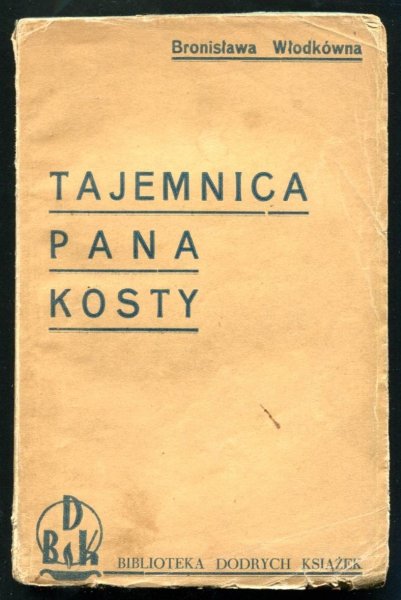 Bronisława Włodkówna
TAJEMNICA
PANA
KOSTY
D
B K
BIBLIOTEKA DODRYCH KSIĄŻEK